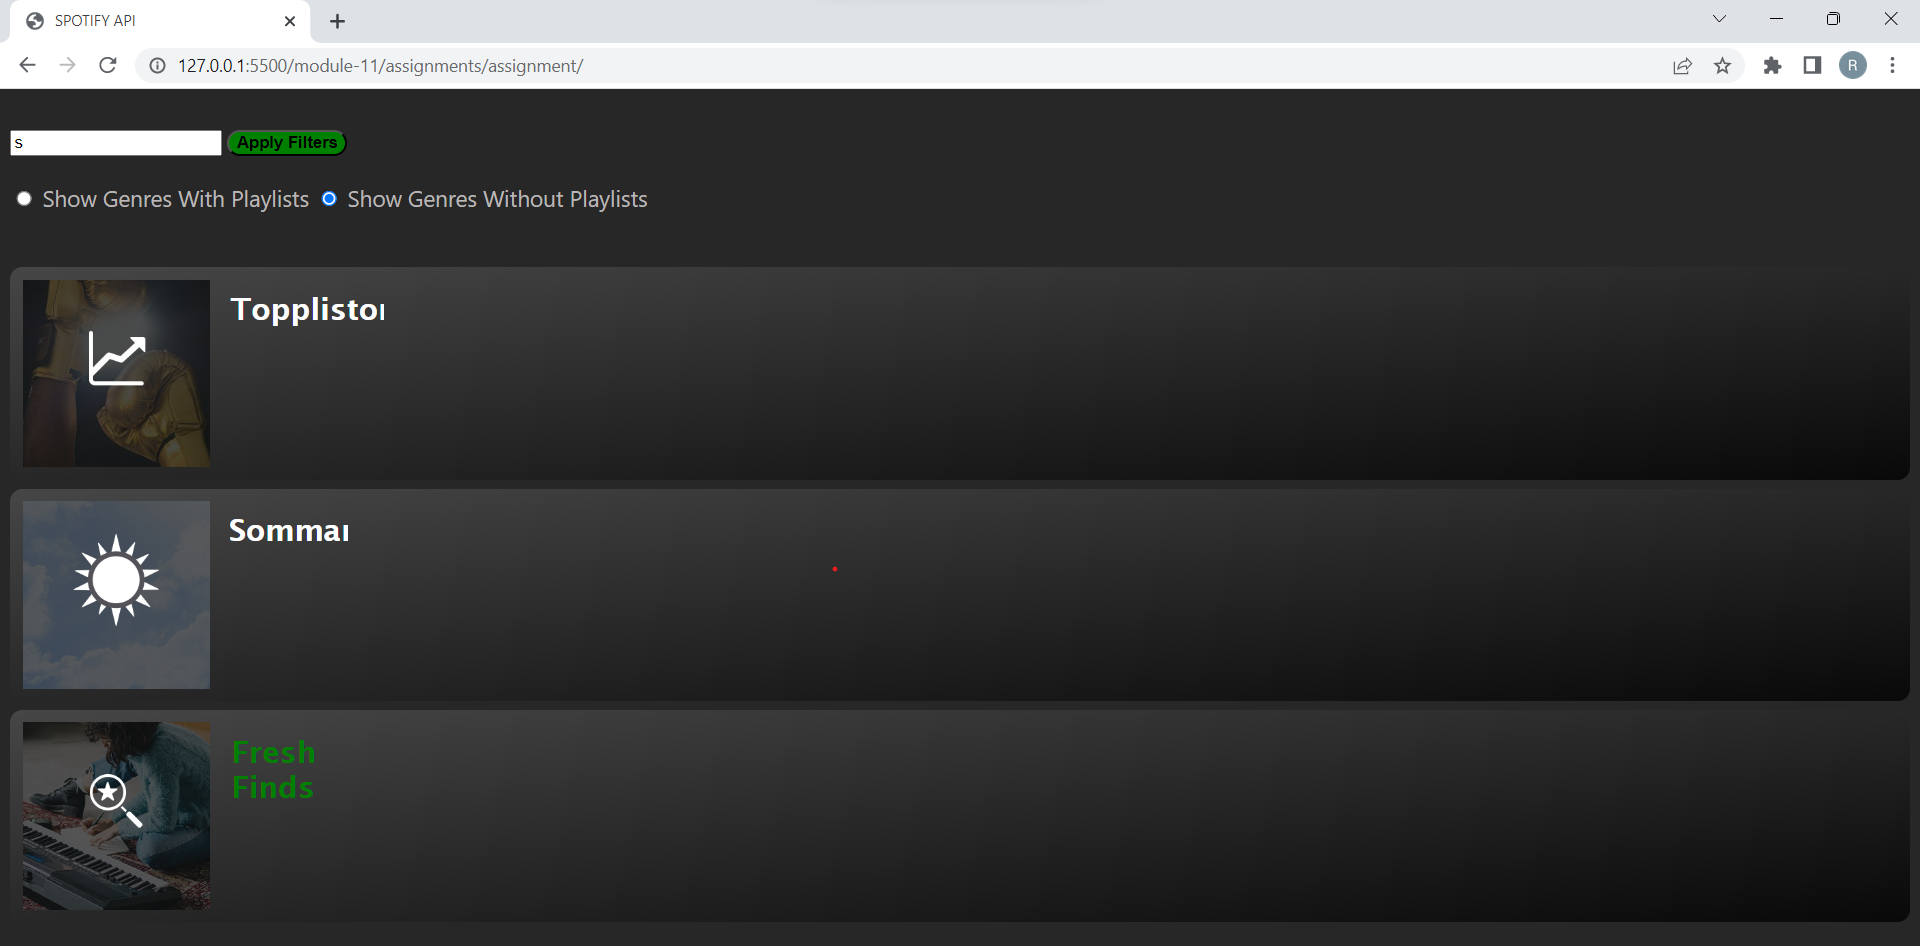 SPOTIFY API
127.0.0.1:5500/module-11/assignments/assignment/
R
s
Apply Filters
Show Genres With Playlists
Show Genres Without Playlists
Topplistor
Sommar
Fresh
Finds